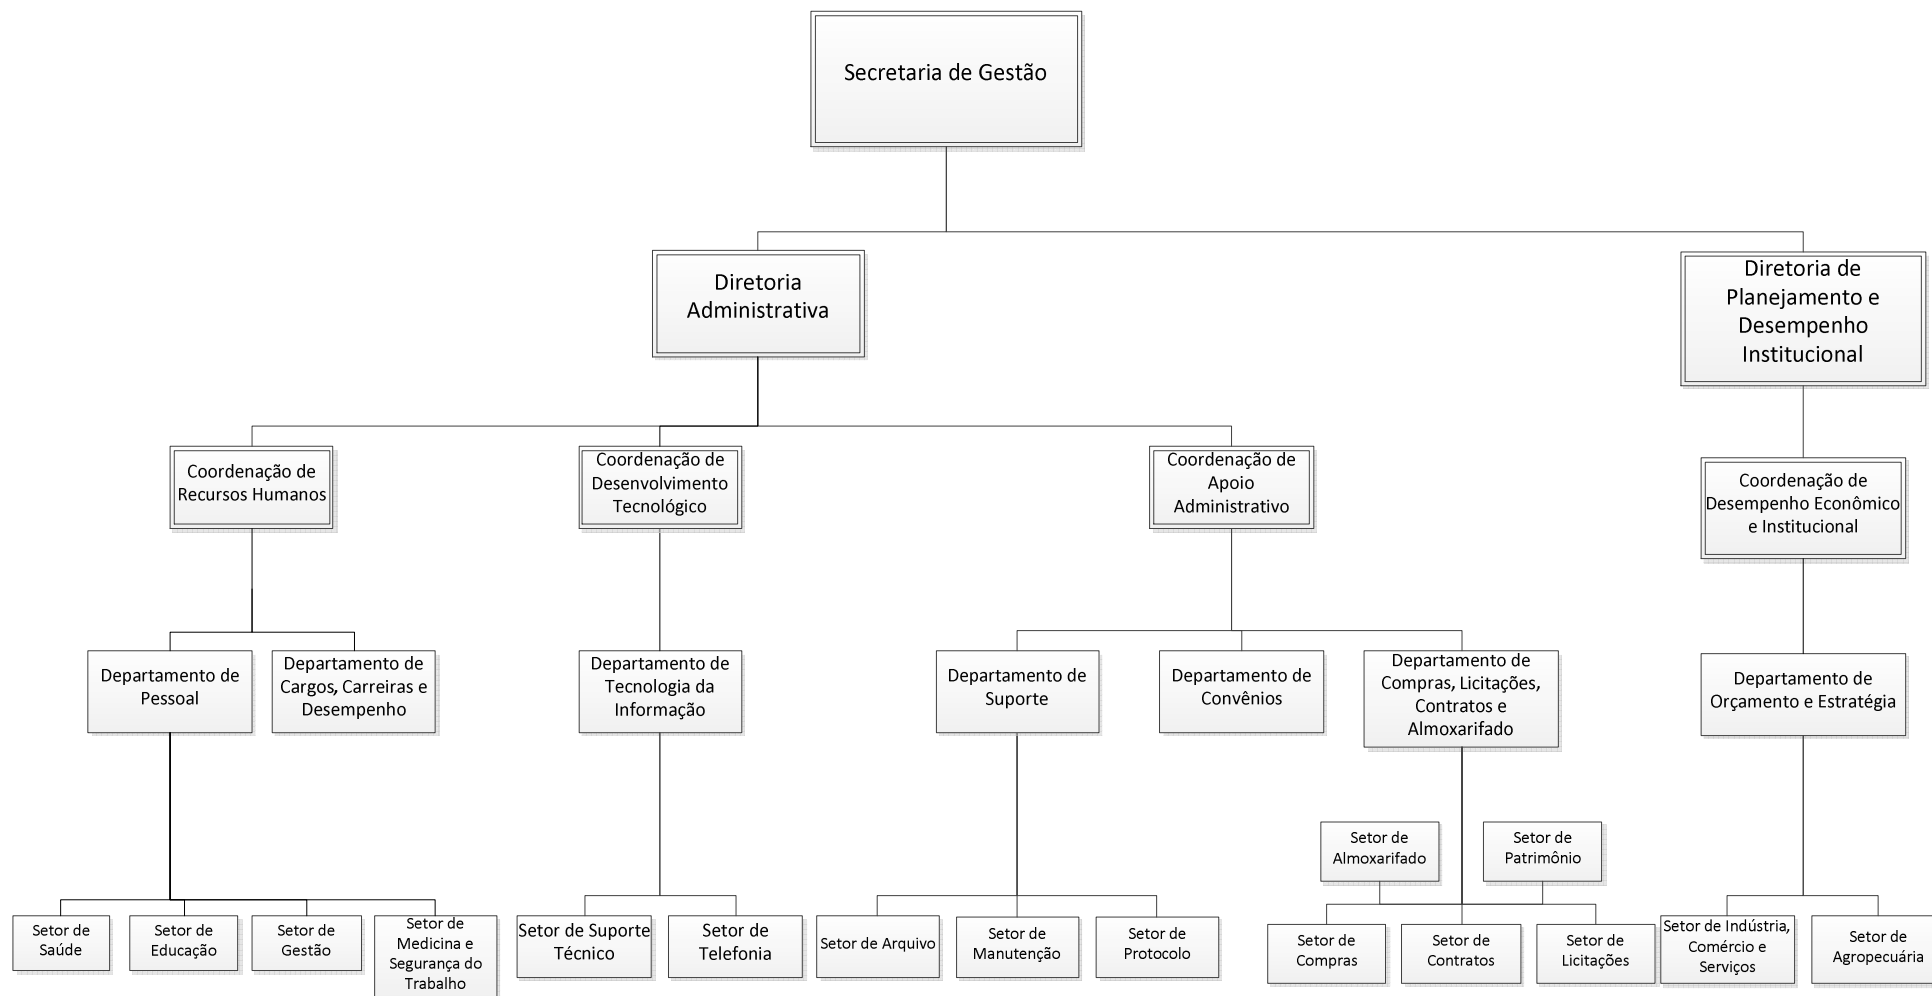 Secretaria de Gestão
Diretoria
Administrativa
Diretoria de
Planejamento e
Desempenho
Institucional
Coordenação de
Recursos Humanos
Coordenação de
Desenvolvimento
Tecnológico
Coordenação de
Apoio
Administrativo
Coordenação de
Desempenho Econômico
e Institucional
Departamento de
Pessoal
Departamento de
Cargos, Carreiras e
Desempenho
Departamento de
Tecnologia da
Informação
Departamento de
Suporte
Departamento de
Convênios
Departamento de
Compras, Licitações,
Contratos e
Almoxarifado
Departamento de
Orçamento e Estratégia
Setor de
Almoxarifado
Setor de
Patrimônio
Setor de
Saúde
Setor de
Educação
Setor de
Gestão
Setor de
Medicina e
Segurança do
Trabalho
Setor de Suporte
Técnico
Setor de
Telefonia
Setor de Arquivo
Setor de
Manutenção
Setor de
Protocolo
Setor de
Compras
Setor de
Contratos
Setor de
Licitações
Setor de Indústria,
Comércio e
Serviços
Setor de
Agropecuária